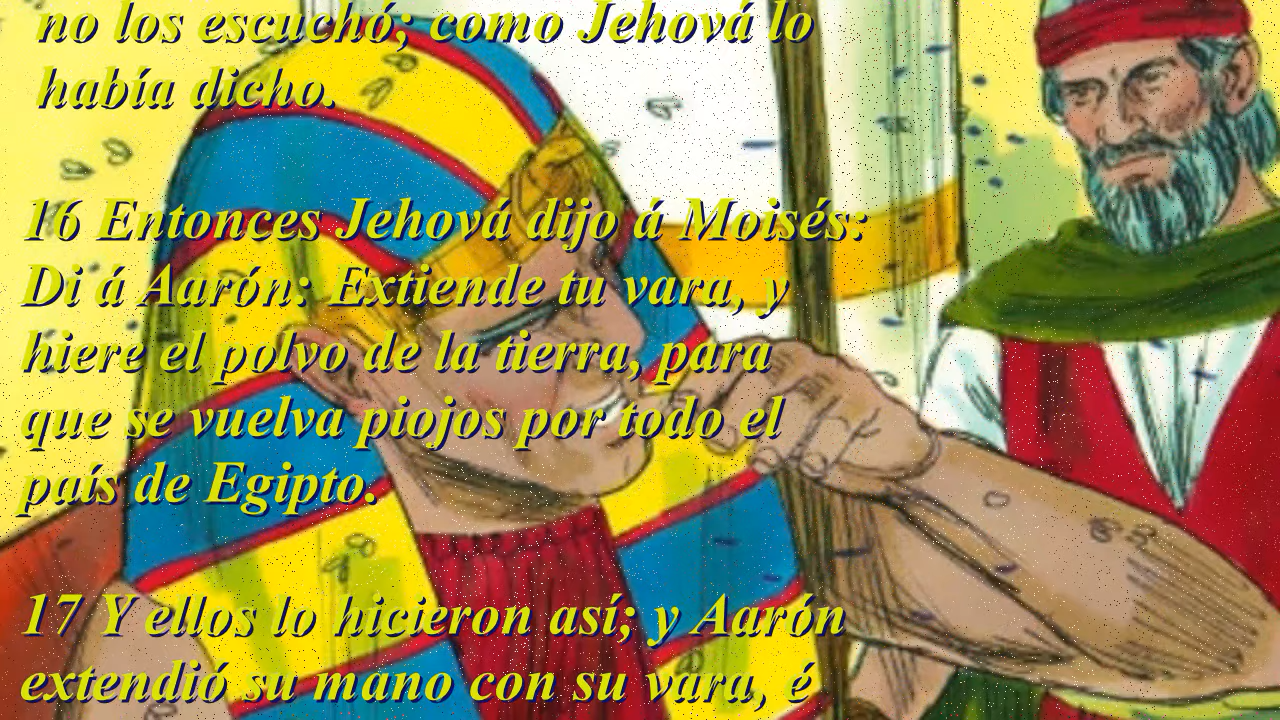 no los escuchó; como Jehová lo
había dicho.
16 Entonces Jehová dijo á Moisés:
Di á Aarón: Extiende tu vara, y
hiere el polvo de la tierra, para
que se vuelva piojos por todo el
país de Egipto.
17 Y ellos lo hicieron así; y Aarón
extendió su mano con su vara, é